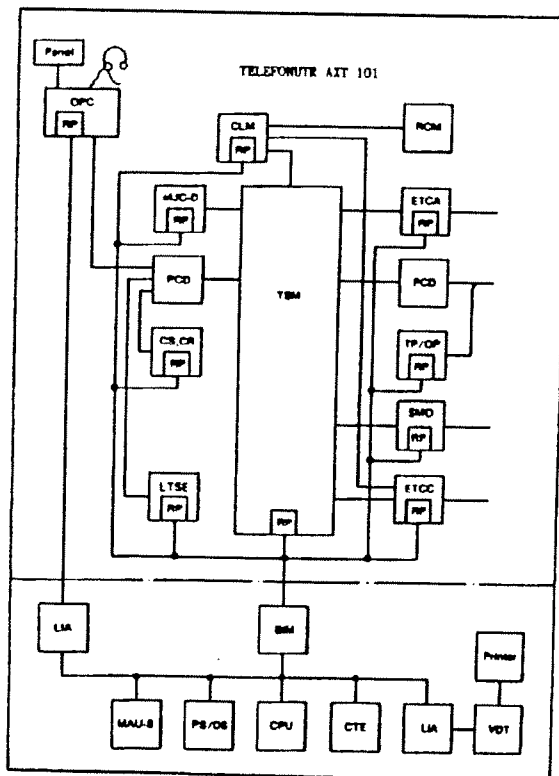 Panel
TELEFONUTR AXT 101
OPC
RP
CLM
RP
RCM
MJC-D
RP
ETCA
RP
PCD
TSM
PCD
CS,CR
RP
TP/OP
RP
SMD
RP
LTSE
RP
ETCC
RP
RP
LIA
BIM
Printer
MAU-S
PS/DS
CPU
CTE
LIA
VDT